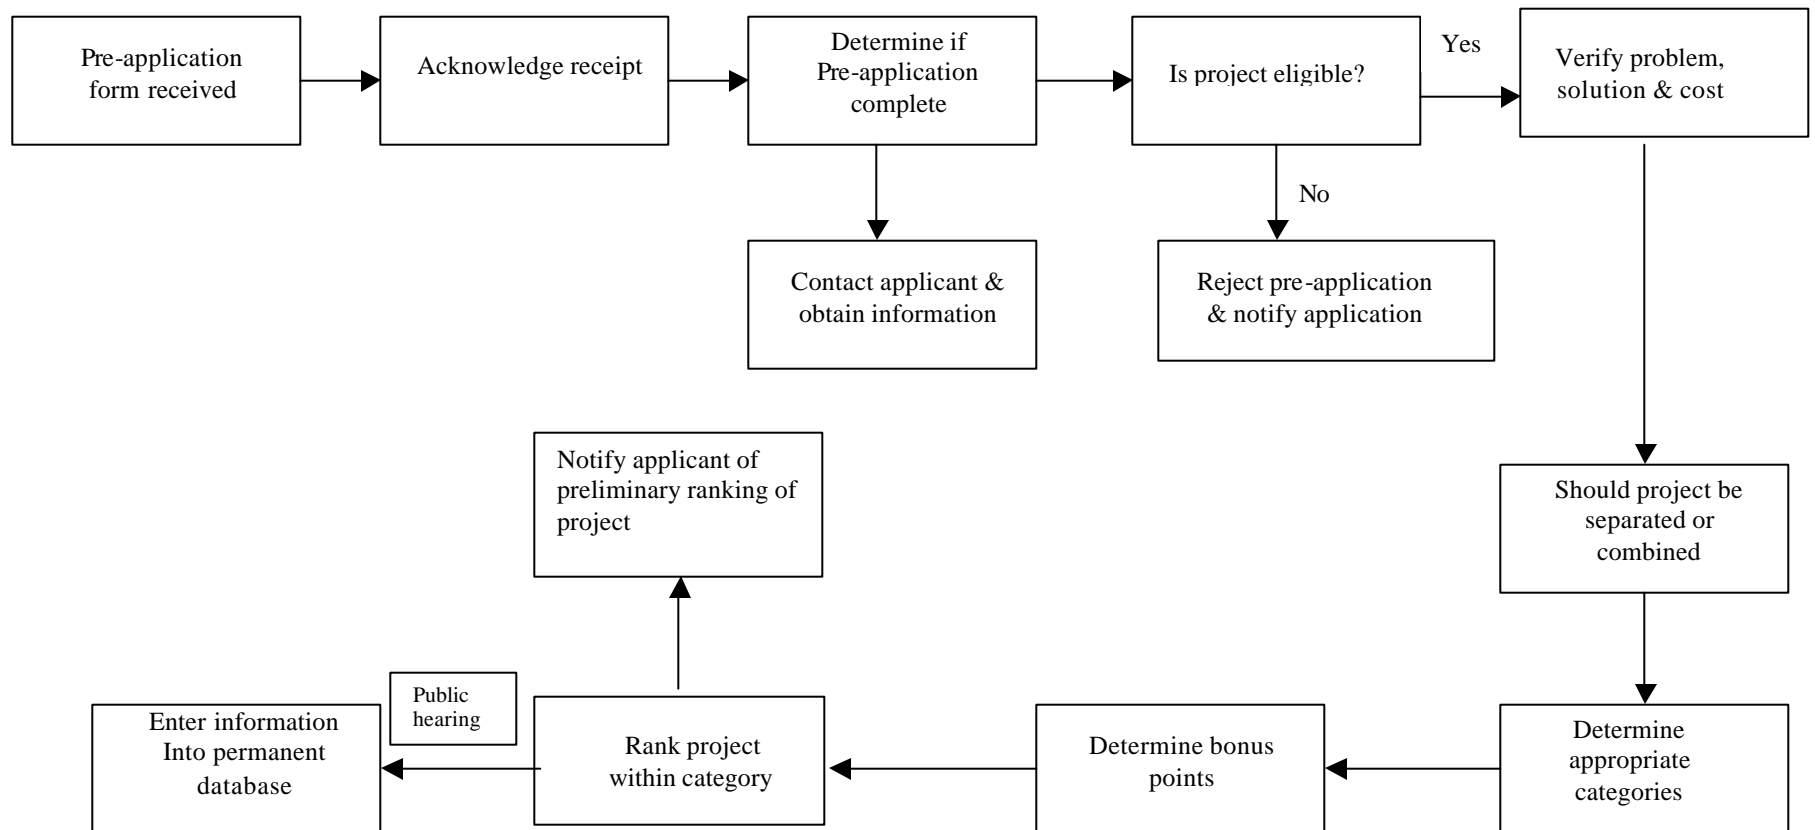 Pre-application
form received
Acknowledge receipt
Determine if
Pre-application
complete
Is project eligible?
Yes
Verify problem,
solution & cost
No
Contact applicant &
obtain information
Reject pre-application
& notify application
Notify applicant of
preliminary ranking of
project
Should project be
separated or
combined
Public
hearing
Enter information
Into permanent
database
Rank project
within category
Determine bonus
points
Determine
appropriate
categories